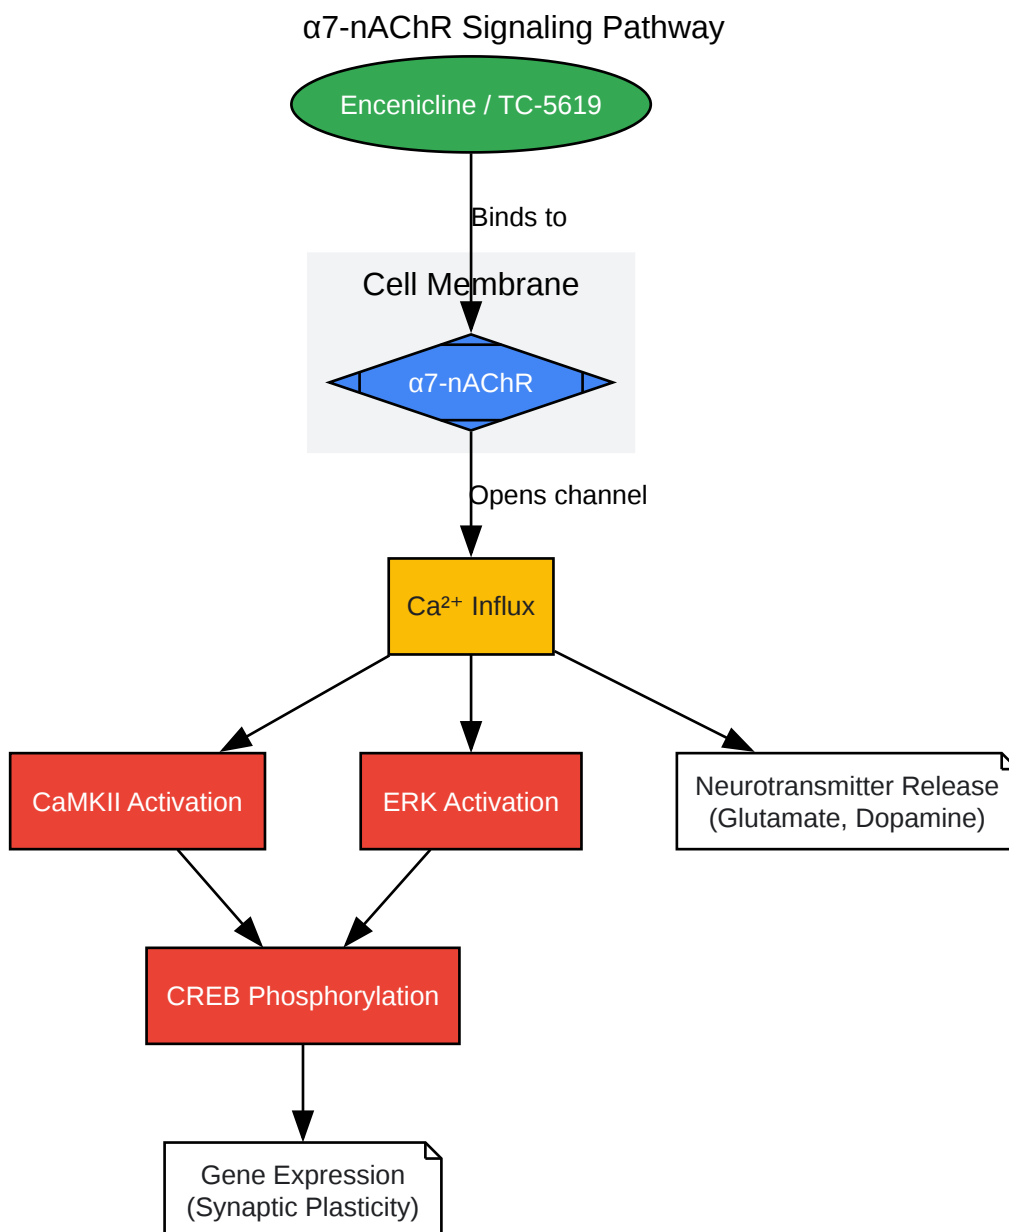 α7-nAChR Signaling Pathway
Encenicline / TC-5619
Binds to
Cell Membrane
α7-nAChR
Opens channel
Ca²⁺ Influx
CaMKII Activation
ERK Activation
Neurotransmitter Release
(Glutamate, Dopamine)
CREB Phosphorylation
Gene Expression
(Synaptic Plasticity)